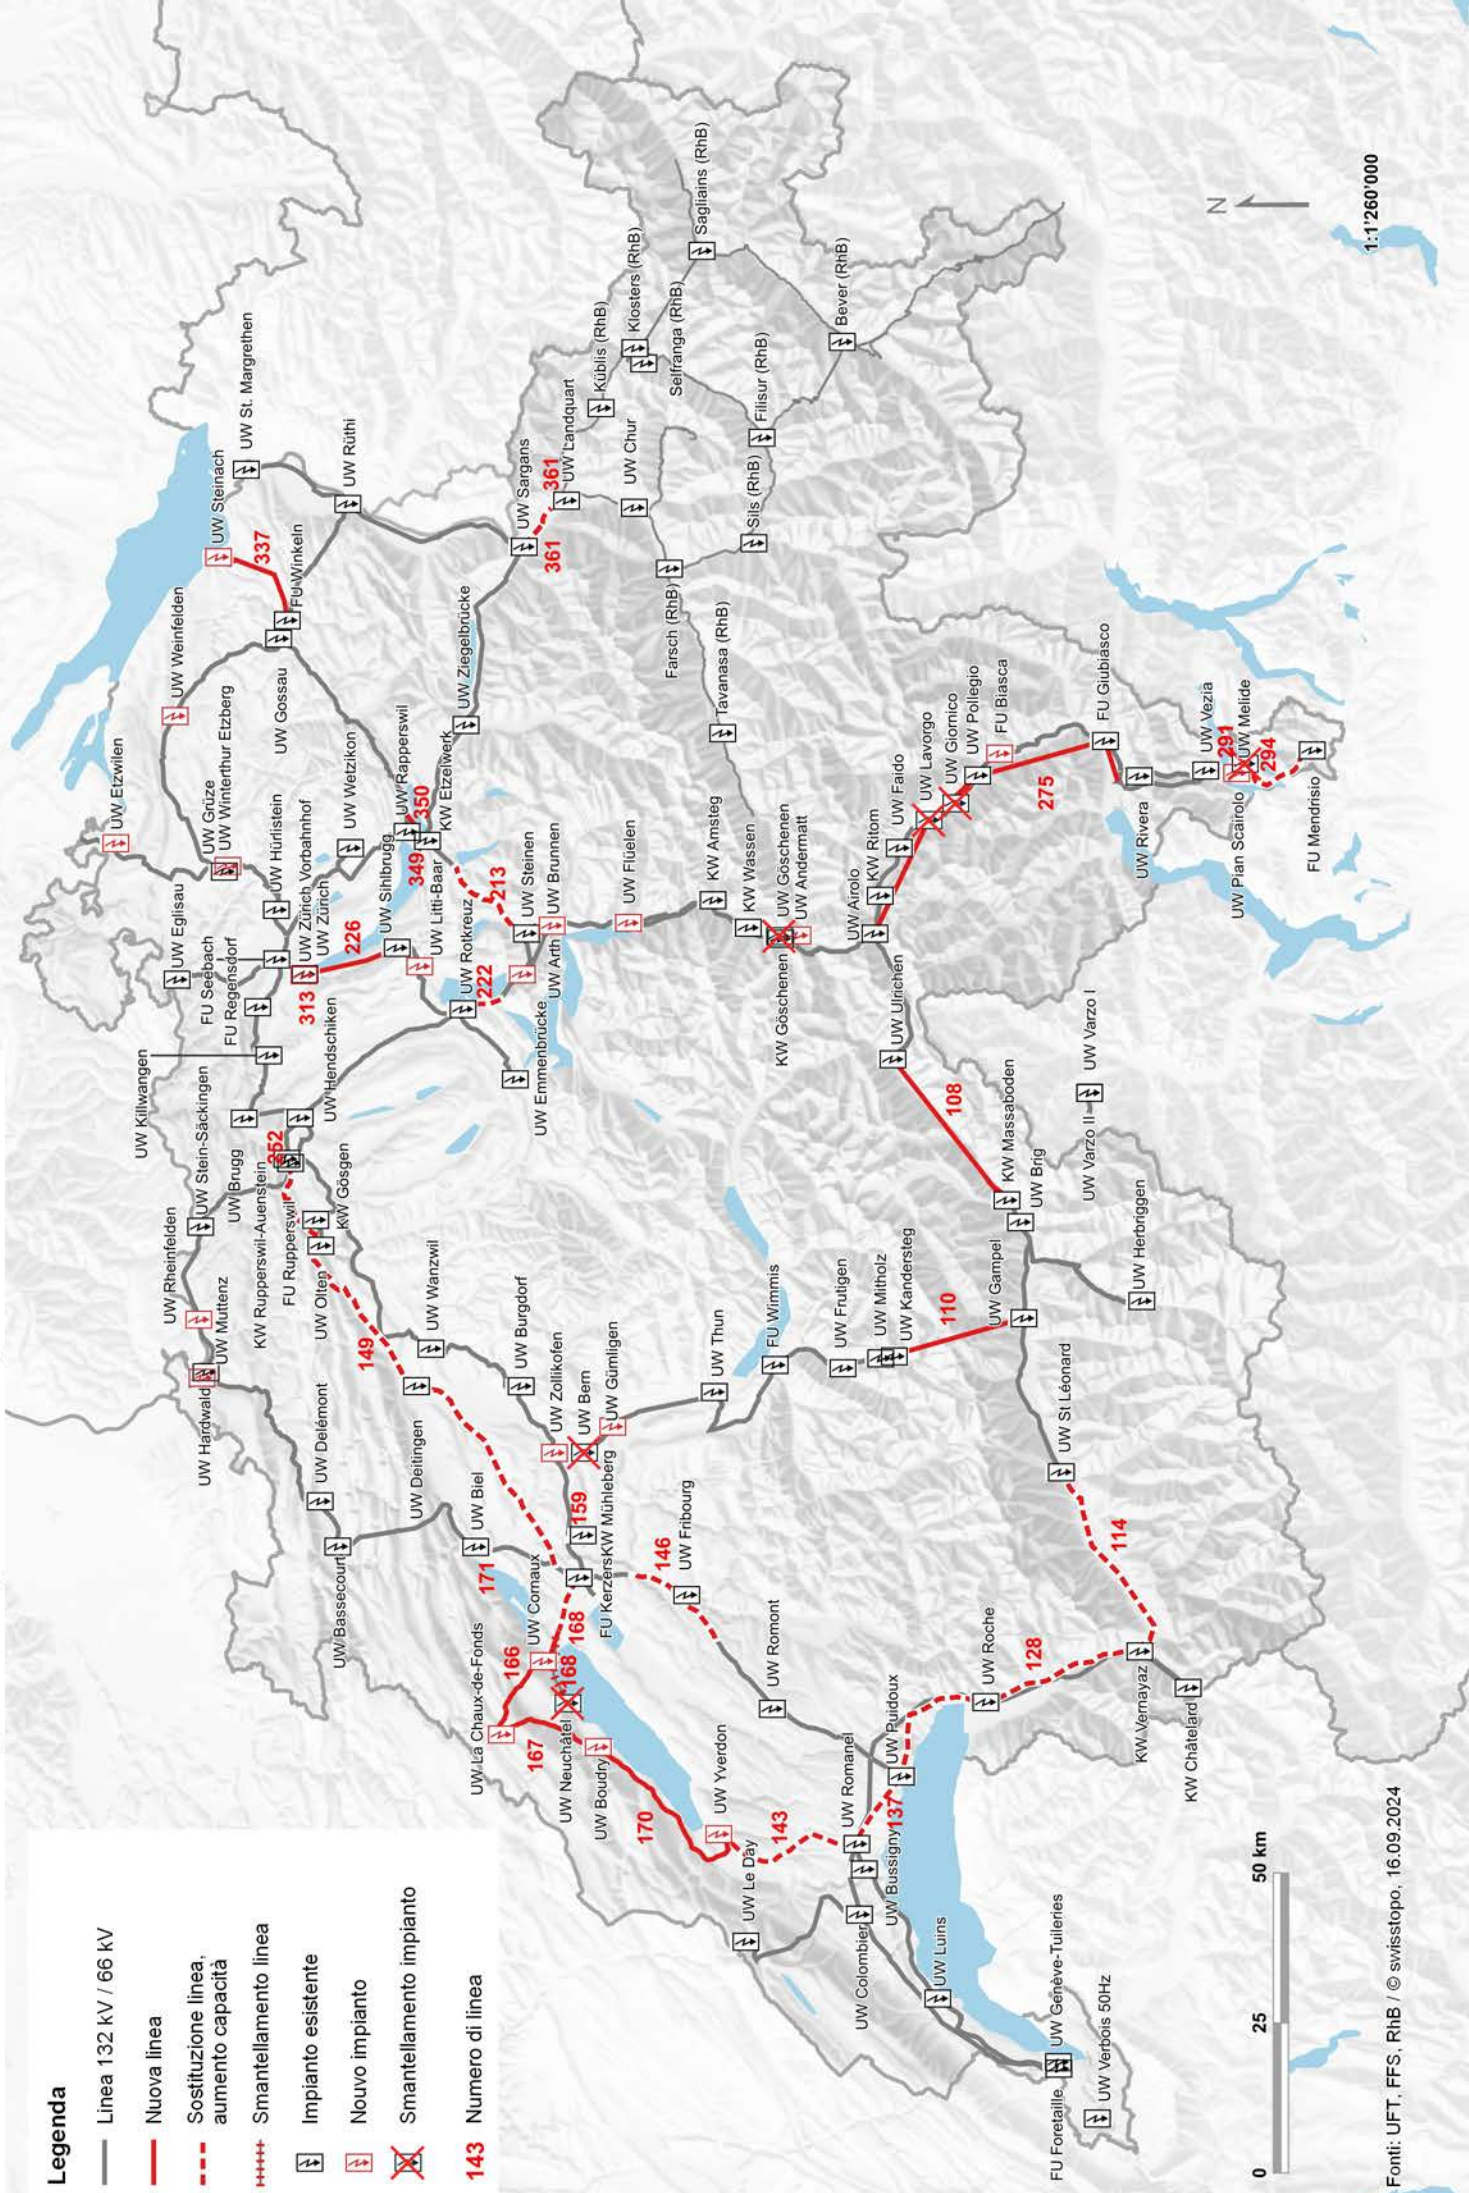 Legenda
Linea 132 kV / 66 kV
Nuova linea
Sostituzione linea,
aumento capacità
Smantellamento linea
Impianto esistente
Nouvo impianto
Smantellamento impianto
143 Numero di linea
UW Etzwilen
UW Weinfelden
UW Steinach
UW St. Margrethen
UW Rüthi
337
FU Winkeln
UW Gossau
UW Grüze
UW Winterthur Etzberg
UW Hürlistein
UW Eglisau
FU Seebach
FU Regensdorf
UW Zürich Vorbahnhof
UW Zürich
313
226
UW Wetzikon
UW Killwangen
UW Stein-Säckingen
UW Brugg
UW Hendschiken
252
KW Rupperswil-Auenstein
FU Rupperswil
KW Gösgen
UW Olten
UW Rheinfelden
UW Muttenz
UW Hardwald
UW Delémont
UW Bassecourt
149
UW Wanzwil
UW Deitingen
UW Biel
171
UW Burgdorf
UW Zollikofen
UW Bern
UW Gümligen
159
KW Mühleberg
FU Kerzers
146
UW Fribourg
UW Romont
UW Cornaux
168
168
166
UW La Chaux-de-Fonds
167
UW Neuchâtel
UW Boudry
170
UW Yverdon
143
UW Le Day
UW Romanel
UW Bussigny
137
UW Puidoux
UW Colombier
UW Luins
UW Genève-Tuileries
FU Foretaille
UW Verbois 50Hz
UW Roche
128
KW Vernayaz
KW Châtelard
114
UW St Léonard
UW Gampel
110
UW Kandersteg
UW Mitholz
UW Frutigen
FU Wimmis
UW Thun
UW Herbriggen
UW Brig
KW Massaboden
108
UW Ulrichen
UW Varzo I
UW Varzo II
UW Sihlbrugg
UW Litti-Baar
UW Rotkreuz
222
UW Emmenbrücke
UW Arth
UW Steinen
UW Brunnen
213
349
350
UW Rapperswil
KW Etzelwerk
UW Ziegelbrücke
UW Sargans
361
361
UW Landquart
UW Chur
Küblis (RhB)
Klosters (RhB)
Selfranga (RhB)
Sagliains (RhB)
Bever (RhB)
Filisur (RhB)
Sils (RhB)
Farsch (RhB)
Tavanasa (RhB)
UW Flüelen
KW Amsteg
KW Wassen
UW Göschenen
UW Andermatt
KW Göschenen
UW Airolo
KW Ritom
UW Faido
UW Lavorgo
UW Giornico
UW Pollegio
FU Biasca
275
FU Giubiasco
UW Rivera
UW Vezia
291
UW Melide
294
UW Pian Scairolo
FU Mendrisio
N
1:1'260'000
0 25 50 km
Fonti: UFT, FFS, RhB / © swisstopo, 16.09.2024